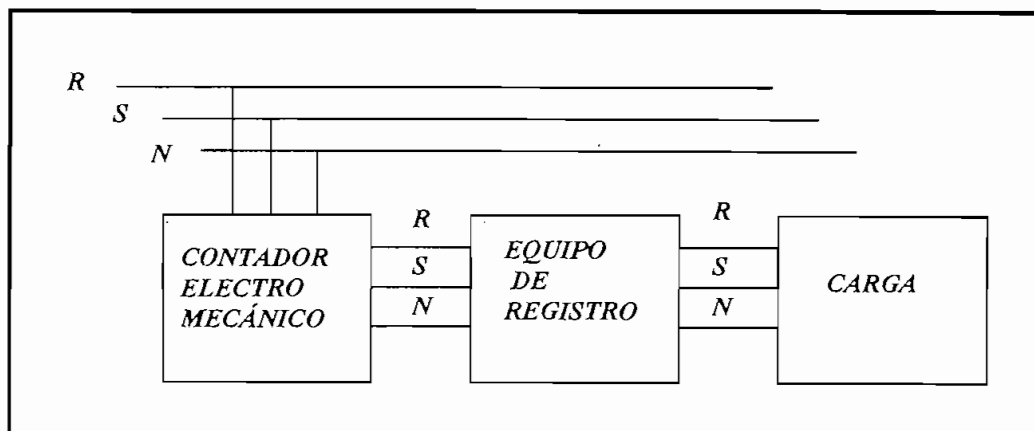 R
S
N
CONTADOR
ELECTRO
MECÁNICO
R
S
N
EQUIPO
DE
REGISTRO
R
S
N
CARGA